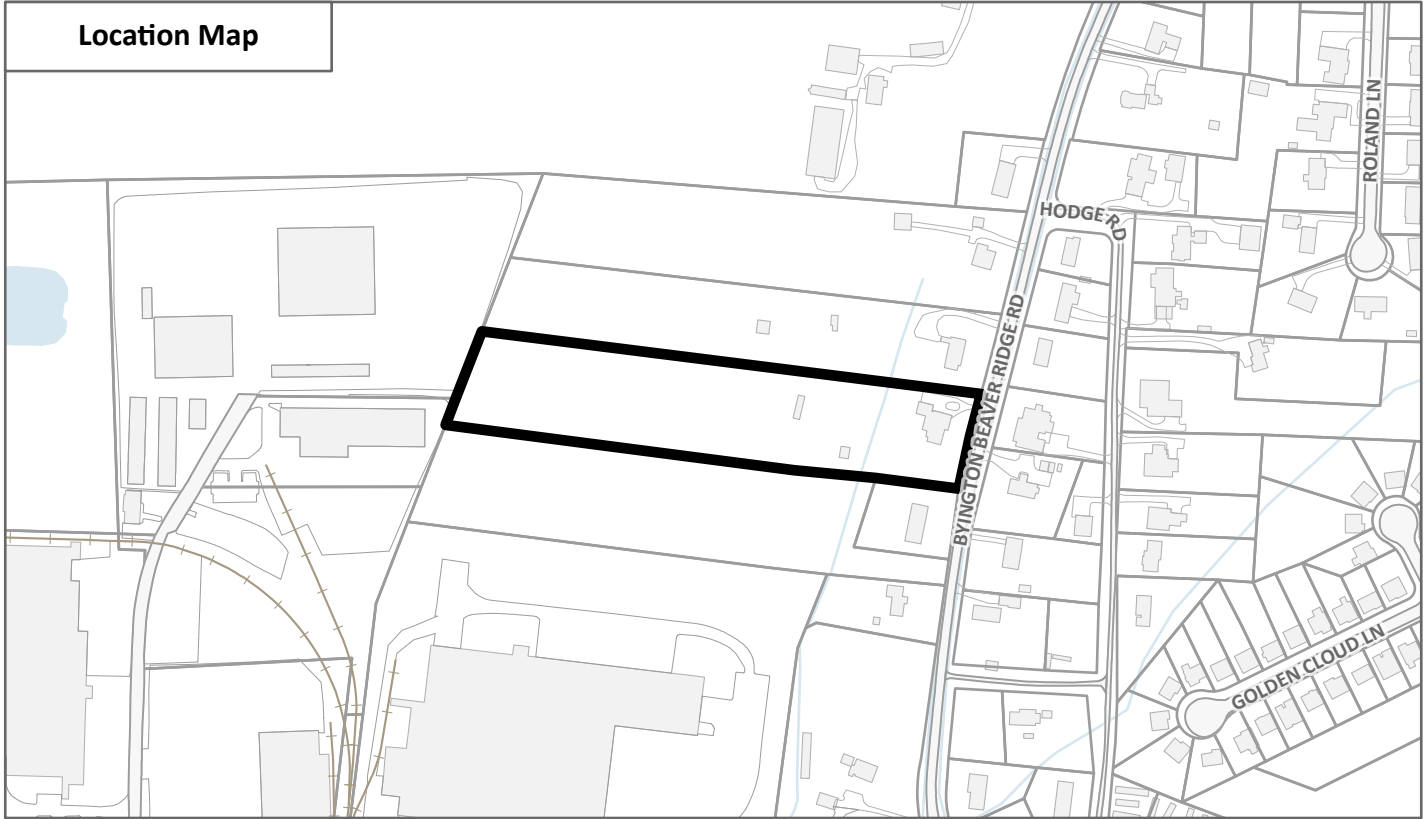 Location Map
ROLAND LN
HODGE RD
BYINGTON BEAVER RIDGE RD
GOLDEN CLOUD LN